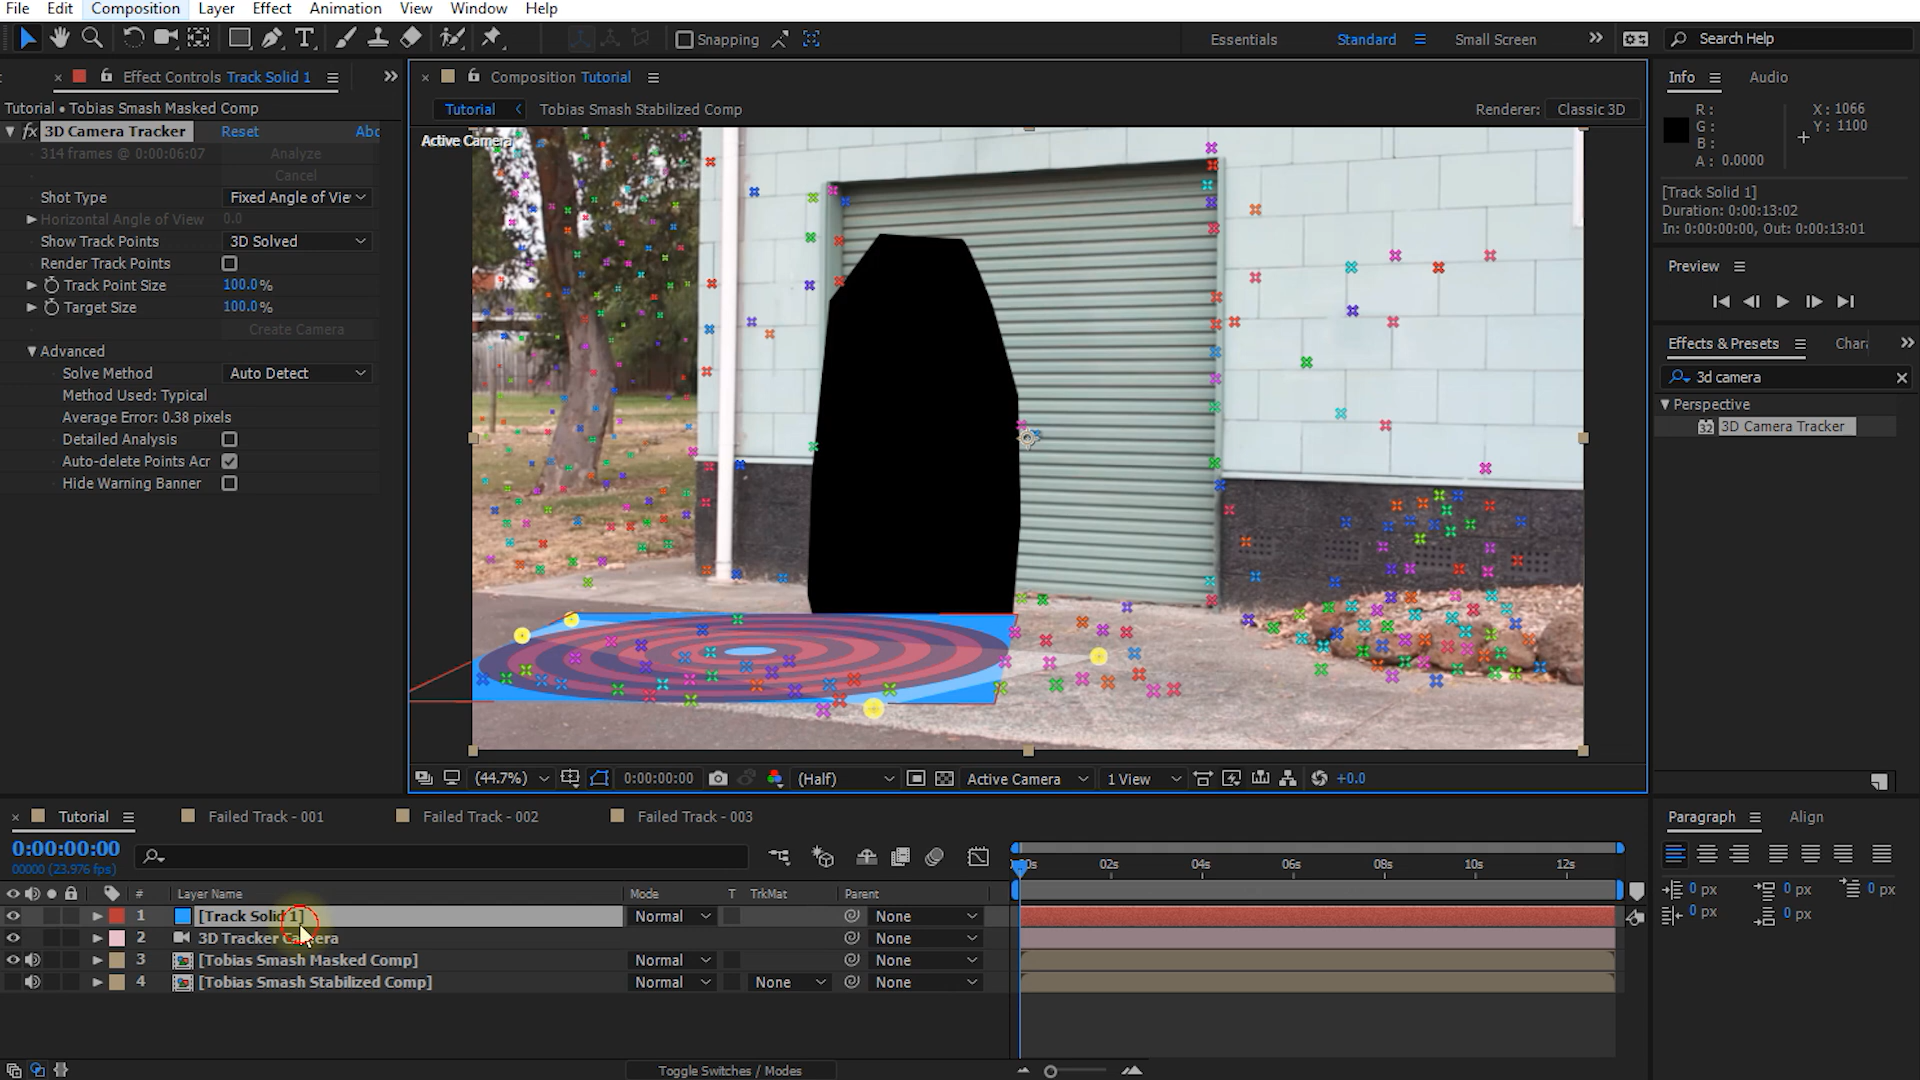 File Edit Composition Layer Effect Animation View Window Help
Snapping
Essentials Standard Small Screen Search Help
Effect Controls Track Solid 1
Tutorial • Tobias Smash Masked Comp
fx 3D Camera Tracker Reset Abc
314 frames @ 0:00:06:07 Analyze
Cancel
Shot Type Fixed Angle of Vie
Horizontal Angle of View 0.0
Show Track Points 3D Solved
Render Track Points
Track Point Size 100.0%
Target Size 100.0%
Create Camera
Advanced
Solve Method Auto Detect
Method Used: Typical
Average Error: 0.38 pixels
Detailed Analysis
Auto-delete Points Acr
Hide Warning Banner
Composition Tutorial
Tutorial Tobias Smash Stabilized Comp
Renderer: Classic 3D
Active Camera
(44.7%) 0:00:00:00 (Half) Active Camera 1 View +0.0
Info Audio
R: X: 1066
G: Y: 1100
B:
A: 0.0000
[Track Solid 1]
Duration: 0:00:13:02
In: 0:00:00:00, Out: 0:00:13:01
Preview
Effects & Presets Chara
3d camera
Perspective
32 3D Camera Tracker
Tutorial Failed Track - 001 Failed Track - 002 Failed Track - 003
0:00:00:00
00000 (23.976 fps)
02s 04s 06s 08s 10s 12s
# Layer Name Mode T TrkMat Parent
1 [Track Solid 1] Normal None
2 3D Tracker Camera None
3 [Tobias Smash Masked Comp] Normal None
4 [Tobias Smash Stabilized Comp] Normal None None
Toggle Switches / Modes
Paragraph Align
0 px 0 px 0 px
0 px 0 px